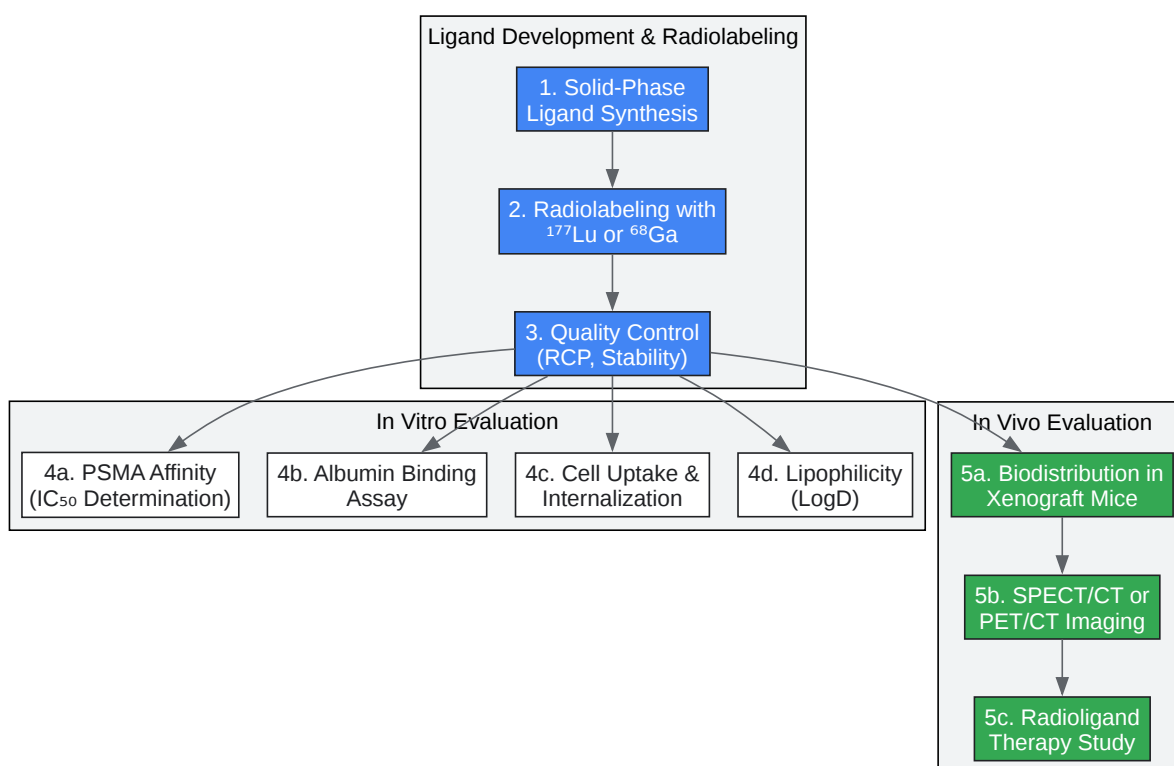 Ligand Development & Radiolabeling
1. Solid-Phase
Ligand Synthesis
2. Radiolabeling with
¹⁷⁷Lu or ⁶⁸Ga
3. Quality Control
(RCP, Stability)
In Vitro Evaluation
4a. PSMA Affinity
(IC₅₀ Determination)
4b. Albumin Binding
Assay
4c. Cell Uptake &
Internalization
4d. Lipophilicity
(LogD)
In Vivo Evaluation
5a. Biodistribution in
Xenograft Mice
5b. SPECT/CT or
PET/CT Imaging
5c. Radioligand
Therapy Study